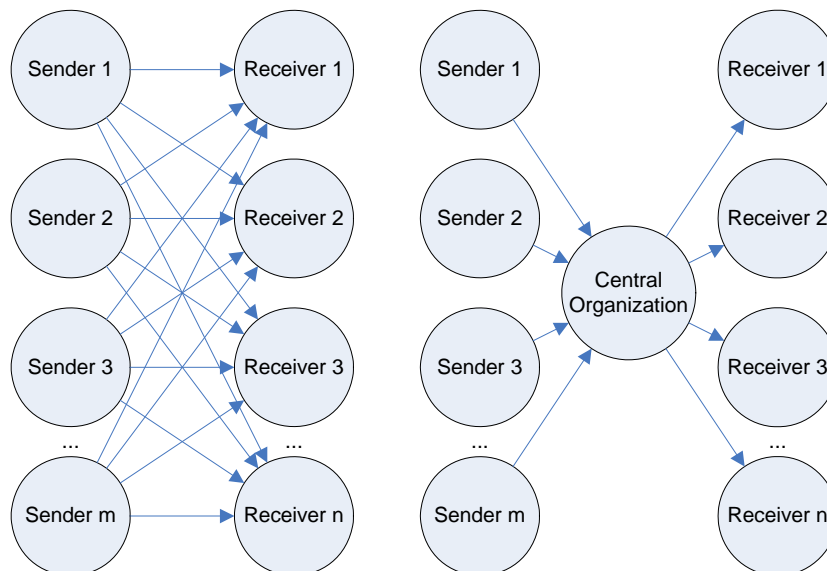 Sender 1
Receiver 1
Sender 1
Receiver 1
Sender 2
Receiver 2
Sender 2
Receiver 2
Central
Organization
Sender 3
Receiver 3
Sender 3
Receiver 3
...
...
...
...
Sender m
Receiver n
Sender m
Receiver n